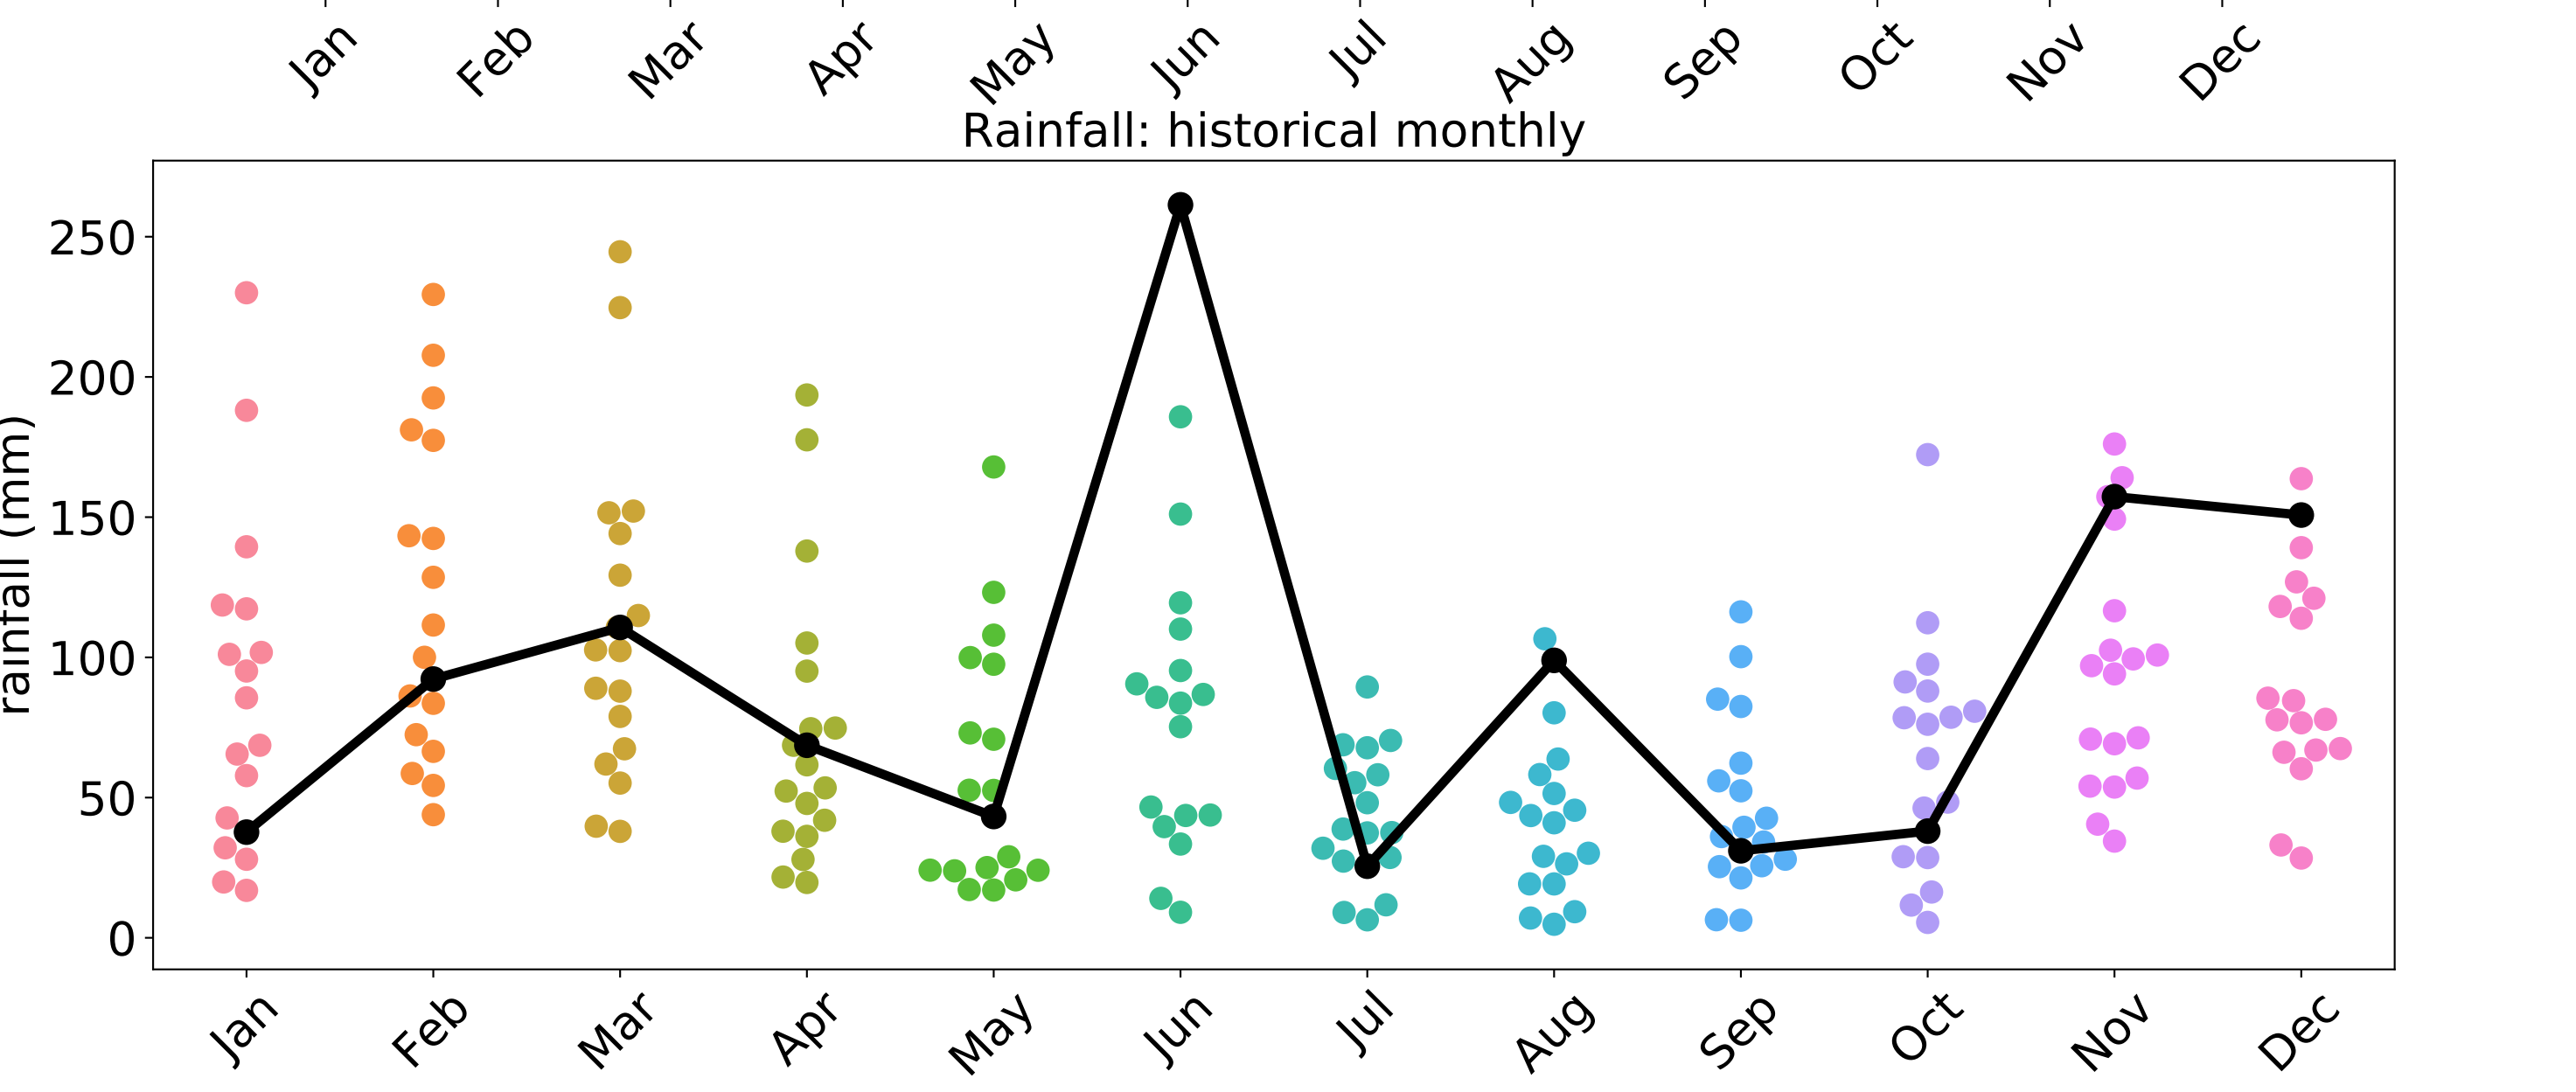 Jan Feb Mar Apr May Jun Jul Aug Sep Oct Nov Dec
Rainfall: historical monthly
rainfall (mm)
250
200
150
100
50
0
Jan Feb Mar Apr May Jun Jul Aug Sep Oct Nov Dec